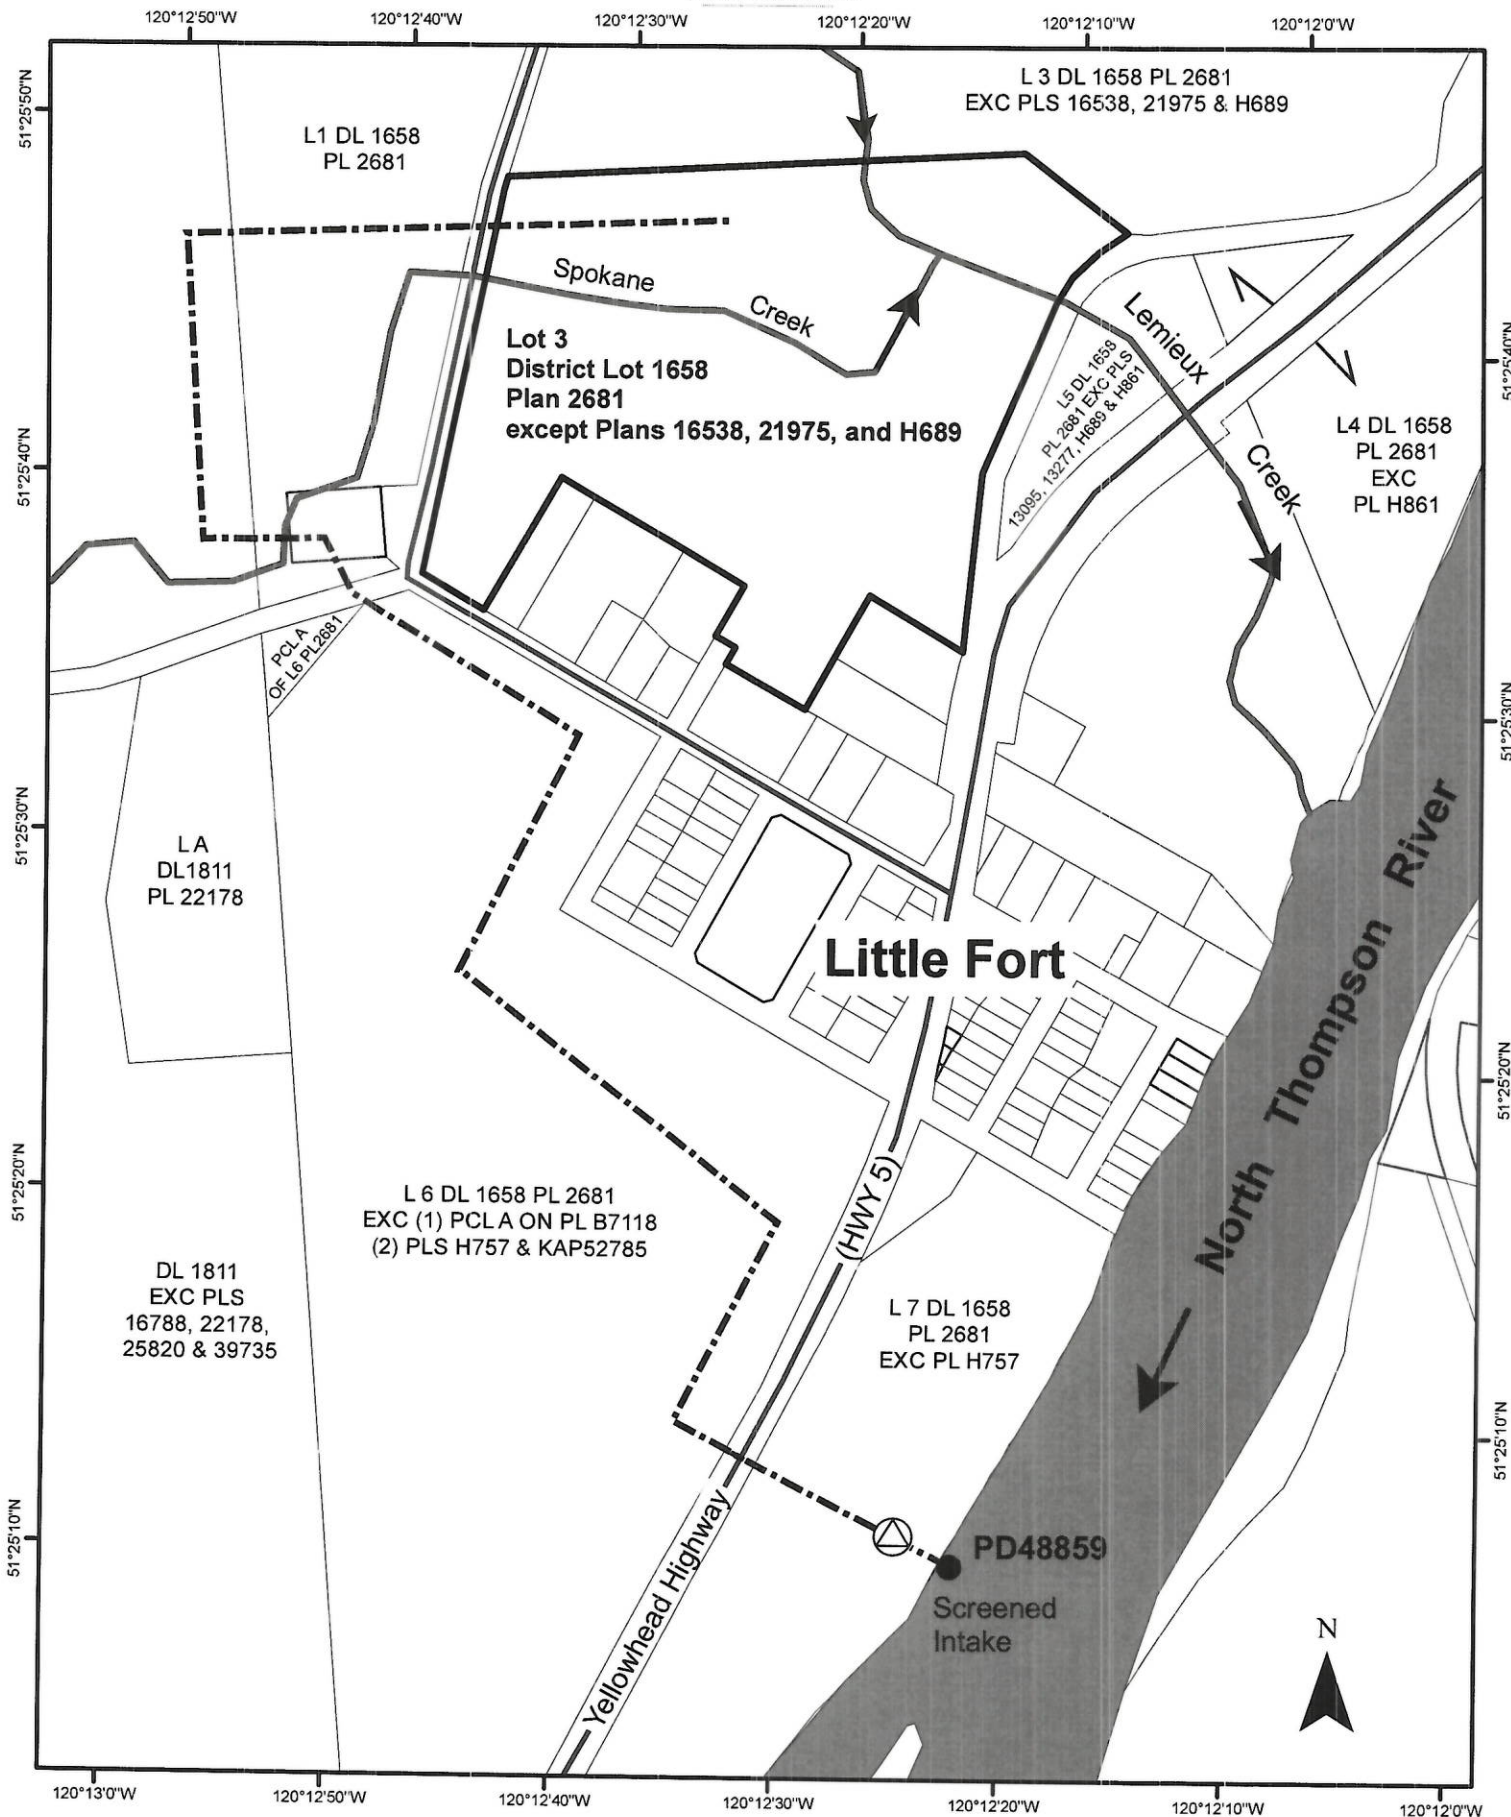 120°12'50"W
120°12'40"W
120°12'30"W
120°12'20"W
120°12'10"W
120°12'0"W
51°25'50"N
L 3 DL 1658 PL 2681
EXC PLS 16538, 21975 & H689
L1 DL 1658
PL 2681
Spokane
Creek
Lot 3
District Lot 1658
Plan 2681
except Plans 16538, 21975, and H689
Lemieux
Creek
L5 DL 1658
PL 2681 EXC PLS
13095, 13277, H689 & H861
51°25'40"N
L4 DL 1658
PL 2681
EXC
PL H861
51°25'40"N
PCL A
OF L6 PL2681
51°25'30"N
51°25'30"N
L A
DL1811
PL 22178
Little Fort
North Thompson River
51°25'20"N
51°25'20"N
L 6 DL 1658 PL 2681
EXC (1) PCL A ON PL B7118
(2) PLS H757 & KAP52785
(HWY 5)
DL 1811
EXC PLS
16788, 22178,
25820 & 39735
L 7 DL 1658
PL 2681
EXC PL H757
51°25'10"N
51°25'10"N
Yellowhead Highway
PD48859
Screened
Intake
N
120°13'0"W
120°12'50"W
120°12'40"W
120°12'30"W
120°12'20"W
120°12'10"W
120°12'0"W